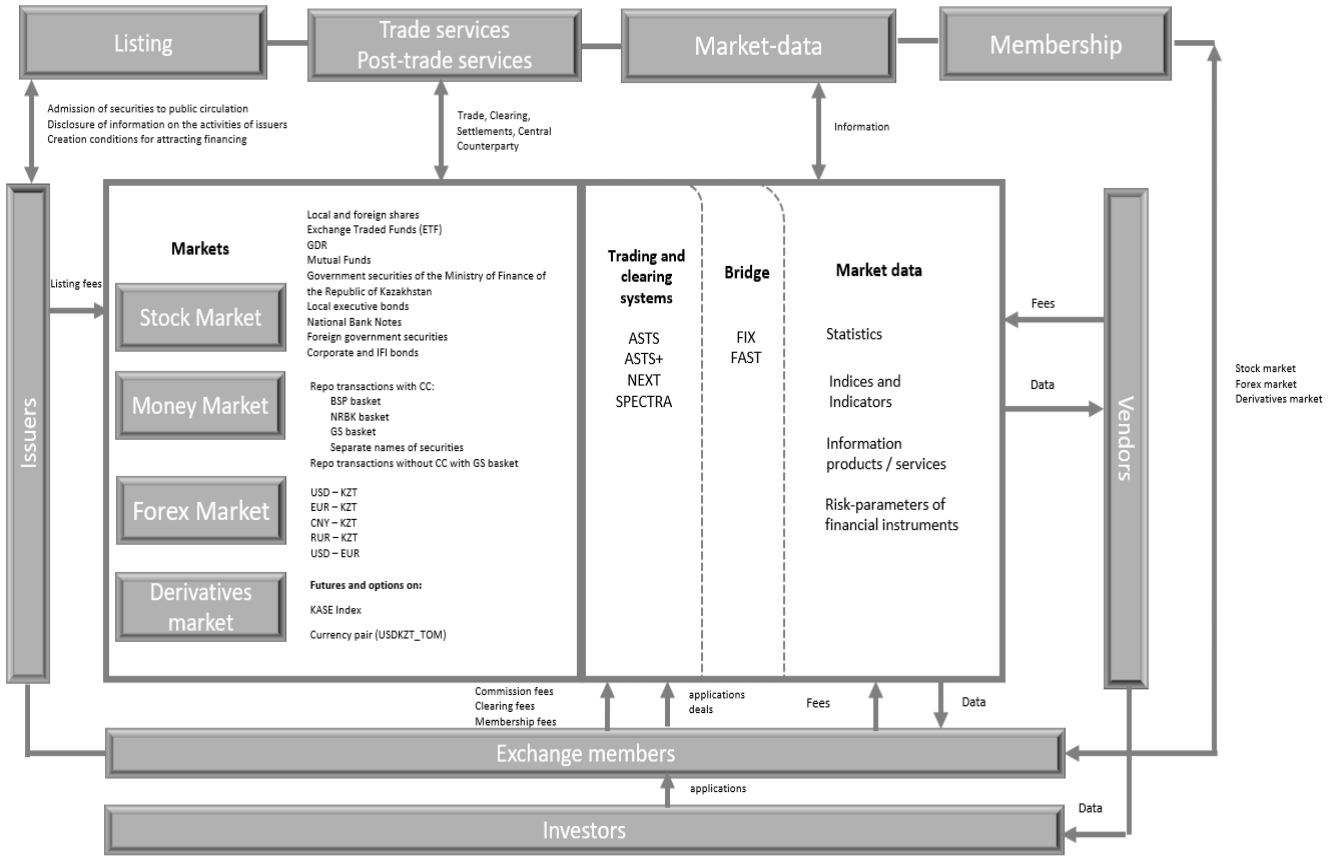 Listing
Trade services
Post-trade services
Market-data
Membership
Admission of securities to public circulation
Disclosure of information on the activities of issuers
Creation conditions for attracting financing
Trade, Clearing,
Settlements, Central
Counterparty
Information
Issuers
Listing fees
Markets
Stock Market
Local and foreign shares
Exchange Traded Funds (ETF)
GDR
Mutual Funds
Government securities of the Ministry of Finance of
the Republic of Kazakhstan
Local executive bonds
National Bank Notes
Foreign government securities
Corporate and IFI bonds
Money Market
Repo transactions with CC:
BSP basket
NRBK basket
GS basket
Separate names of securities
Repo transactions without CC with GS basket
Forex Market
USD – KZT
EUR – KZT
CNY – KZT
RUR – KZT
USD – EUR
Derivatives
market
Futures and options on:
KASE Index
Currency pair (USDKZT_TOM)
Trading and
clearing
systems
ASTS
ASTS+
NEXT
SPECTRA
Bridge
FIX
FAST
Market data
Statistics
Indices and
Indicators
Information
products / services
Risk-parameters of
financial instruments
Fees
Data
Vendors
Stock market
Forex market
Derivatives market
Commission fees
Clearing fees
Membership fees
applications
deals
Fees
Data
Exchange members
applications
Data
Investors